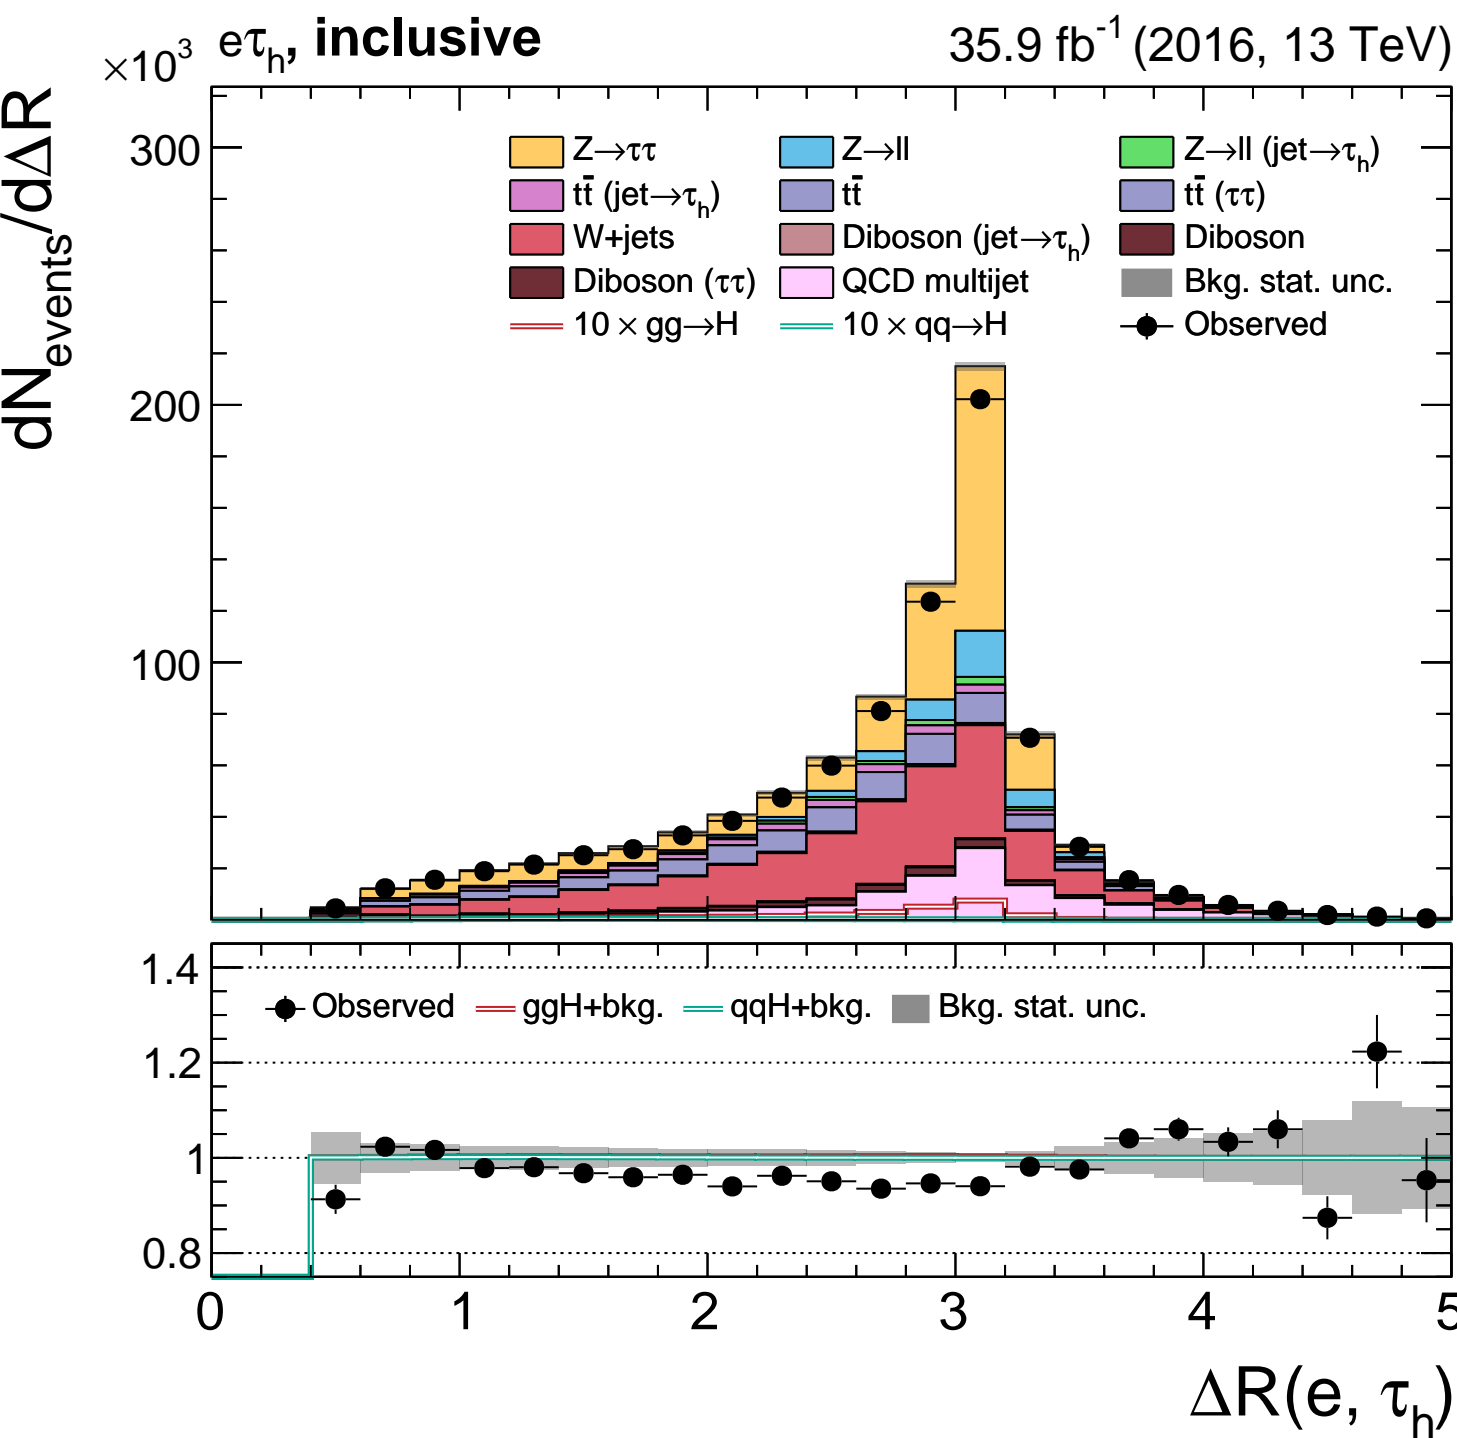 ×10³ eτₕ, inclusive 35.9 fb⁻¹ (2016, 13 TeV)
dN_events/dΔR
300
200
100
Z→ττ Z→ll Z→ll (jet→τₕ)
tt̄ (jet→τₕ) tt̄ tt̄ (ττ)
W+jets Diboson (jet→τₕ) Diboson
Diboson (ττ) QCD multijet Bkg. stat. unc.
10 × gg→H 10 × qq→H Observed
1.4
1.2
1
0.8
Observed ggH+bkg. qqH+bkg. Bkg. stat. unc.
0 1 2 3 4 5
ΔR(e, τₕ)